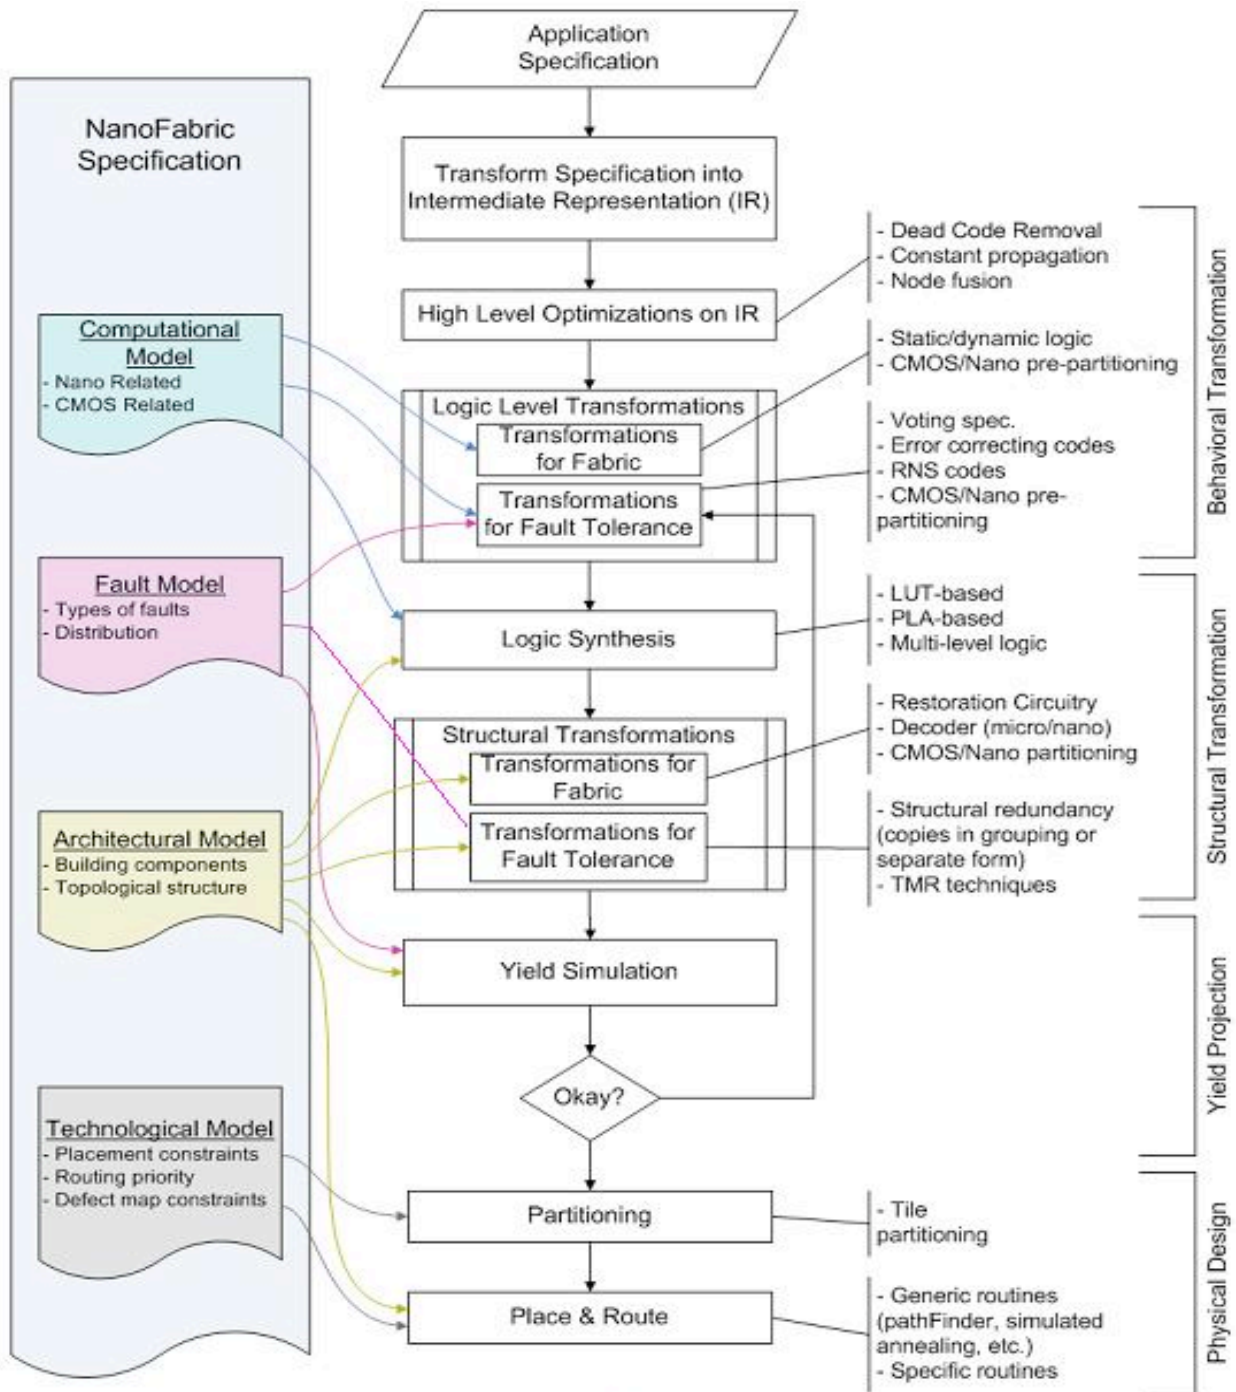 Application
Specification
NanoFabric
Specification
Transform Specification into
Intermediate Representation (IR)
High Level Optimizations on IR
- Dead Code Removal
- Constant propagation
- Node fusion
Computational
Model
- Nano Related
- CMOS Related
Logic Level Transformations
Transformations
for Fabric
Transformations
for Fault Tolerance
- Static/dynamic logic
- CMOS/Nano pre-partitioning
- Voting spec.
- Error correcting codes
- RNS codes
- CMOS/Nano pre-
partitioning
Behavioral Transformation
Fault Model
- Types of faults
- Distribution
Logic Synthesis
- LUT-based
- PLA-based
- Multi-level logic
Structural Transformations
Transformations for
Fabric
Transformations for
Fault Tolerance
- Restoration Circuitry
- Decoder (micro/nano)
- CMOS/Nano partitioning
- Structural redundancy
(copies in grouping or
separate form)
- TMR techniques
Structural Transformation
Architectural Model
- Building components
- Topological structure
Yield Simulation
Okay?
Yield Projection
Technological Model
- Placement constraints
- Routing priority
- Defect map constraints
Partitioning
- Tile
partitioning
Place & Route
- Generic routines
(pathFinder, simulated
annealing, etc.)
- Specific routines
Physical Design